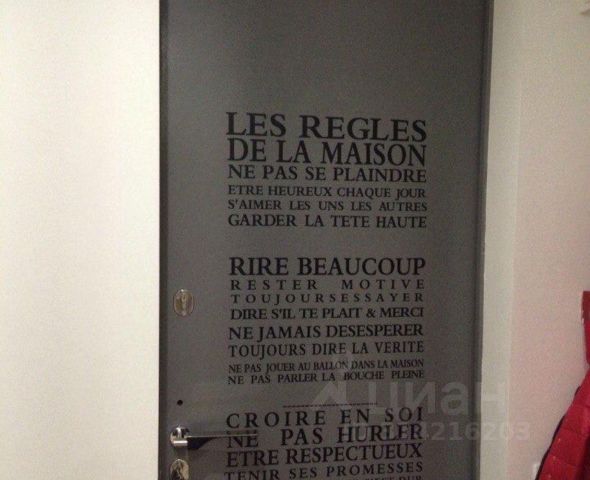 LES REGLES
DE LA MAISON
NE PAS SE PLAINDRE
ETRE HEUREUX CHAQUE JOUR
S'AIMER LES UNS LES AUTRES
GARDER LA TETE HAUTE
RIRE BEAUCOUP
RESTER MOTIVE
TOUJOURS ESSAYER
DIRE S'IL TE PLAIT & MERCI
NE JAMAIS DESESPERER
TOUJOURS DIRE LA VERITE
NE PAS JOUER AU BALLON DANS LA MAISON
NE PAS PARLER LA BOUCHE PLEINE
циан
CROIRE EN SOI
NE PAS HURLER
ETRE RESPECTUEUX
TENIR SES PROMESSES